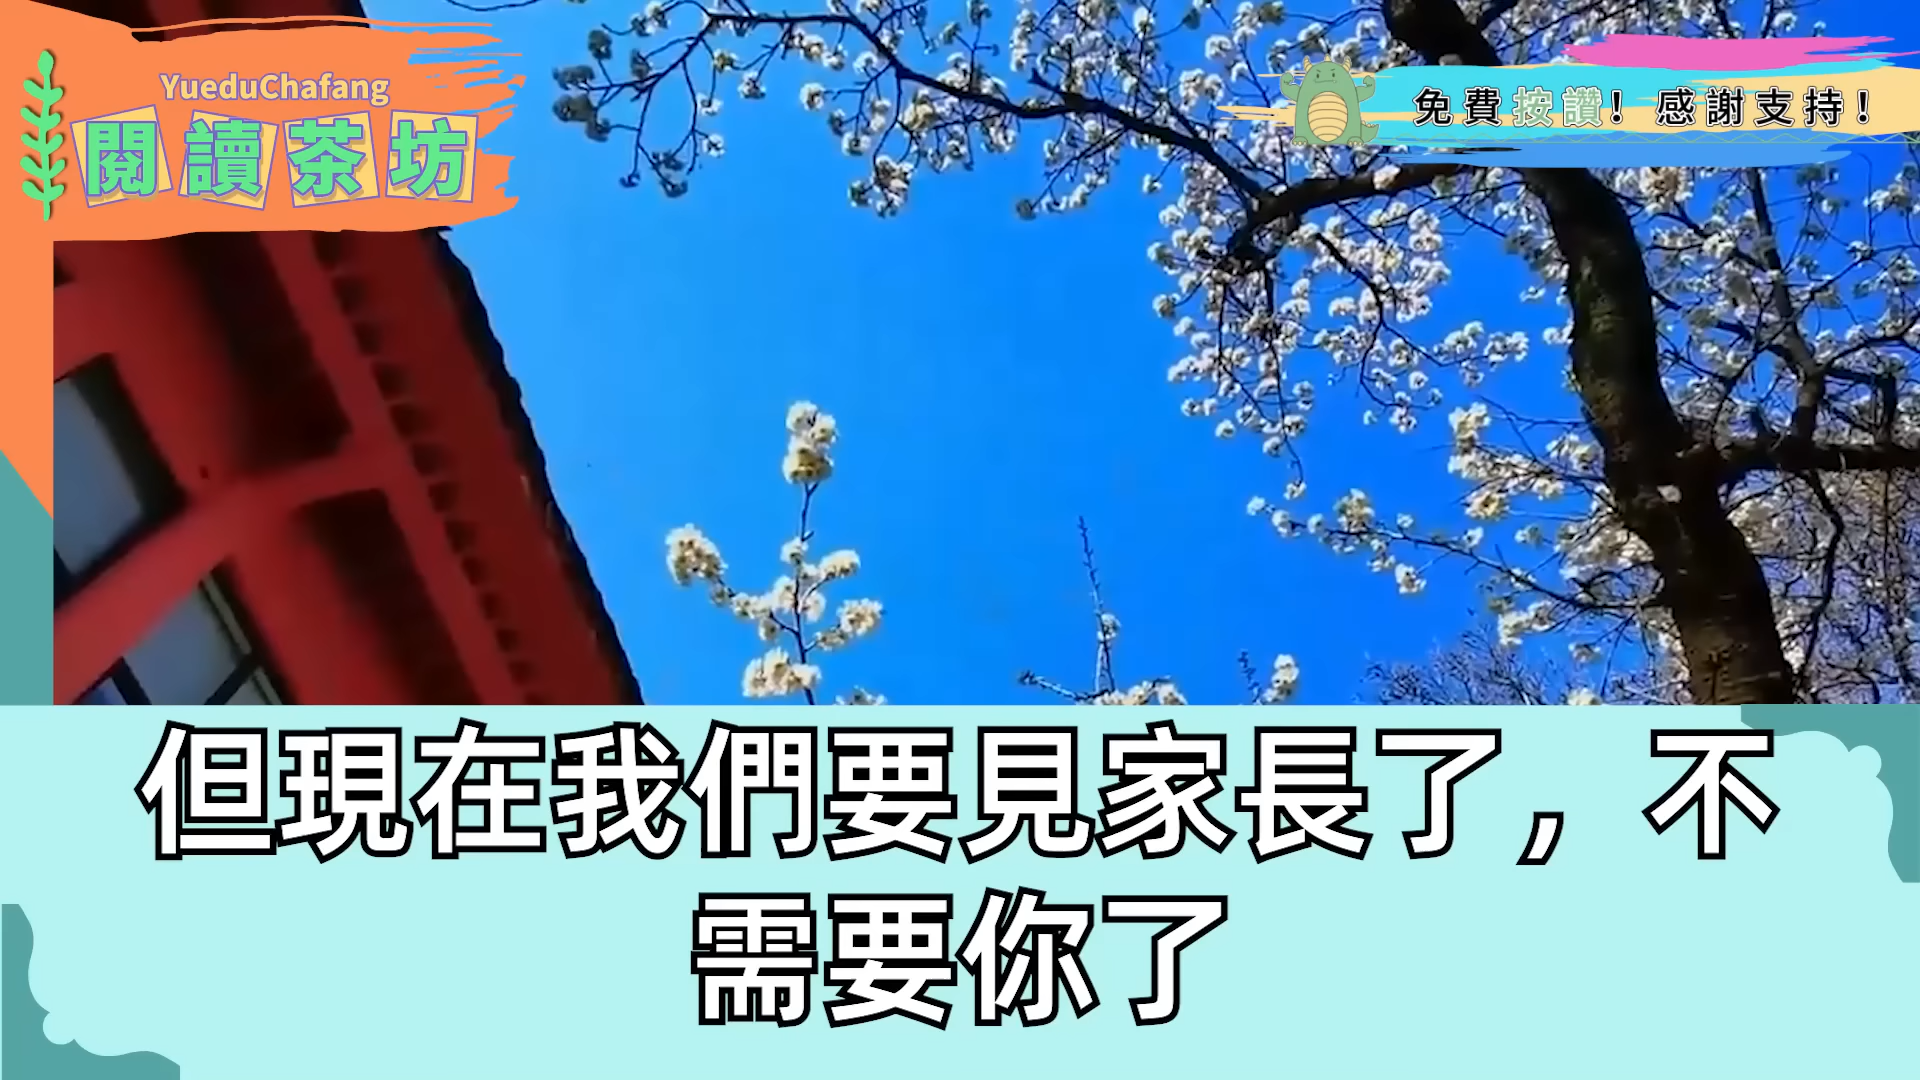 YueduChafang
閱讀茶坊
免費按讚！感謝支持！
但現在我們要見家長了，不
需要你了